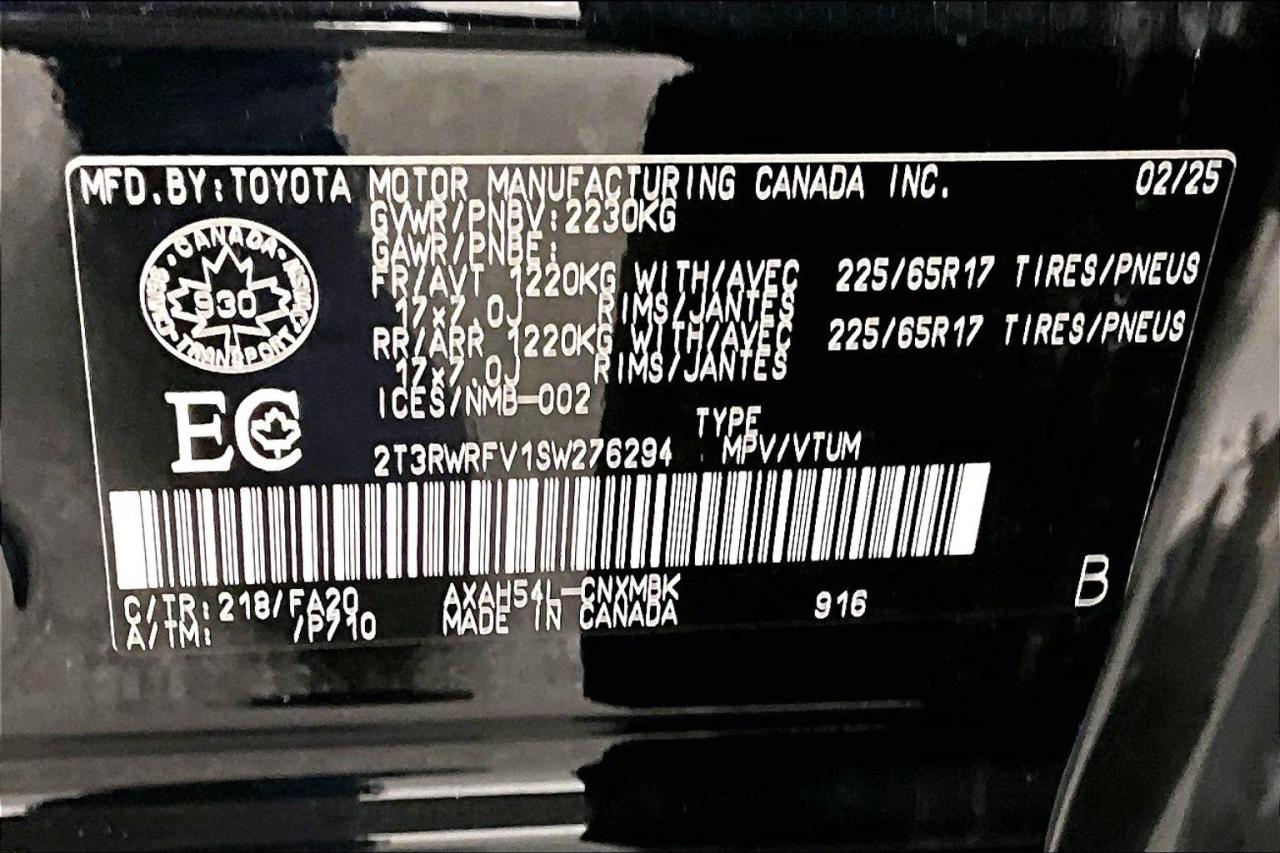 MFD.BY:TOYOTA MOTOR MANUFACTURING CANADA INC. 02/25
GVWR/PNBV:2230KG
GAWR/PNBE:
FR/AVT 1220KG WITH/AVEC 225/65R17 TIRES/PNEUS
17x7.0J RIMS/JANTES
RR/ARR 1220KG WITH/AVEC 225/65R17 TIRES/PNEUS
17x7.0J RIMS/JANTES
ICES/NMB-002
CANADA
930
TRANSPORT
EC
TYPE
2T3RWRFV1SW276294 MPV/VTUM
C/TR:218/FA20 AXAH54L-CNXMBK 916
A/TM: /P710 MADE IN CANADA
B